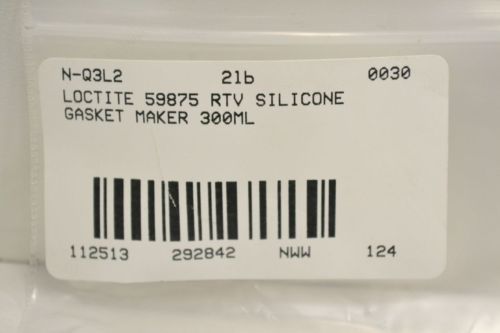 N-Q3L2 21b 0030
LOCTITE 59875 RTV SILICONE
GASKET MAKER 300ML
112513 292842 NWW 124